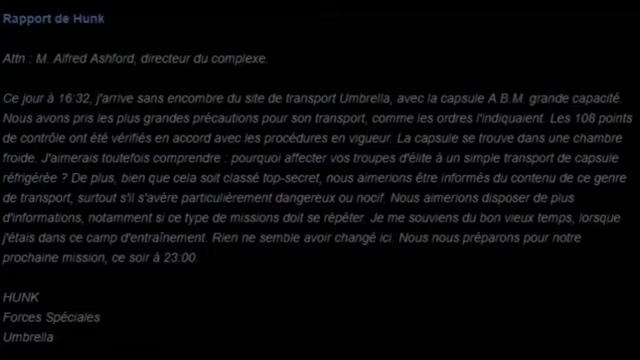 Rapport de Hunk
Attn : M. Alfred Ashford, directeur du complexe.
Ce jour à 16:32, j'arrive sans encombre du site de transport Umbrella, avec la capsule A.B.M. grande capacité.
Nous avons pris les plus grandes précautions pour son transport, comme les ordres l'indiquaient. Les 108 points
de contrôle ont été vérifiés en accord avec les procédures en vigueur. La capsule se trouve dans une chambre
froide. J'aimerais toutefois comprendre : pourquoi affecter vos troupes d'élite à un simple transport de capsule
réfrigérée ? De plus, bien que cela soit classé top-secret, nous aimerions être informés du contenu de ce genre
de transport, surtout s'il s'avère particulièrement dangereux ou nocif. Nous aimerions disposer de plus
d'informations, notamment si ce type de missions doit se répéter. Je me souviens du bon vieux temps, lorsque
j'étais dans ce camp d'entraînement. Rien ne semble avoir changé ici. Nous nous préparons pour notre
prochaine mission, ce soir à 23:00.
HUNK
Forces Spéciales
Umbrella